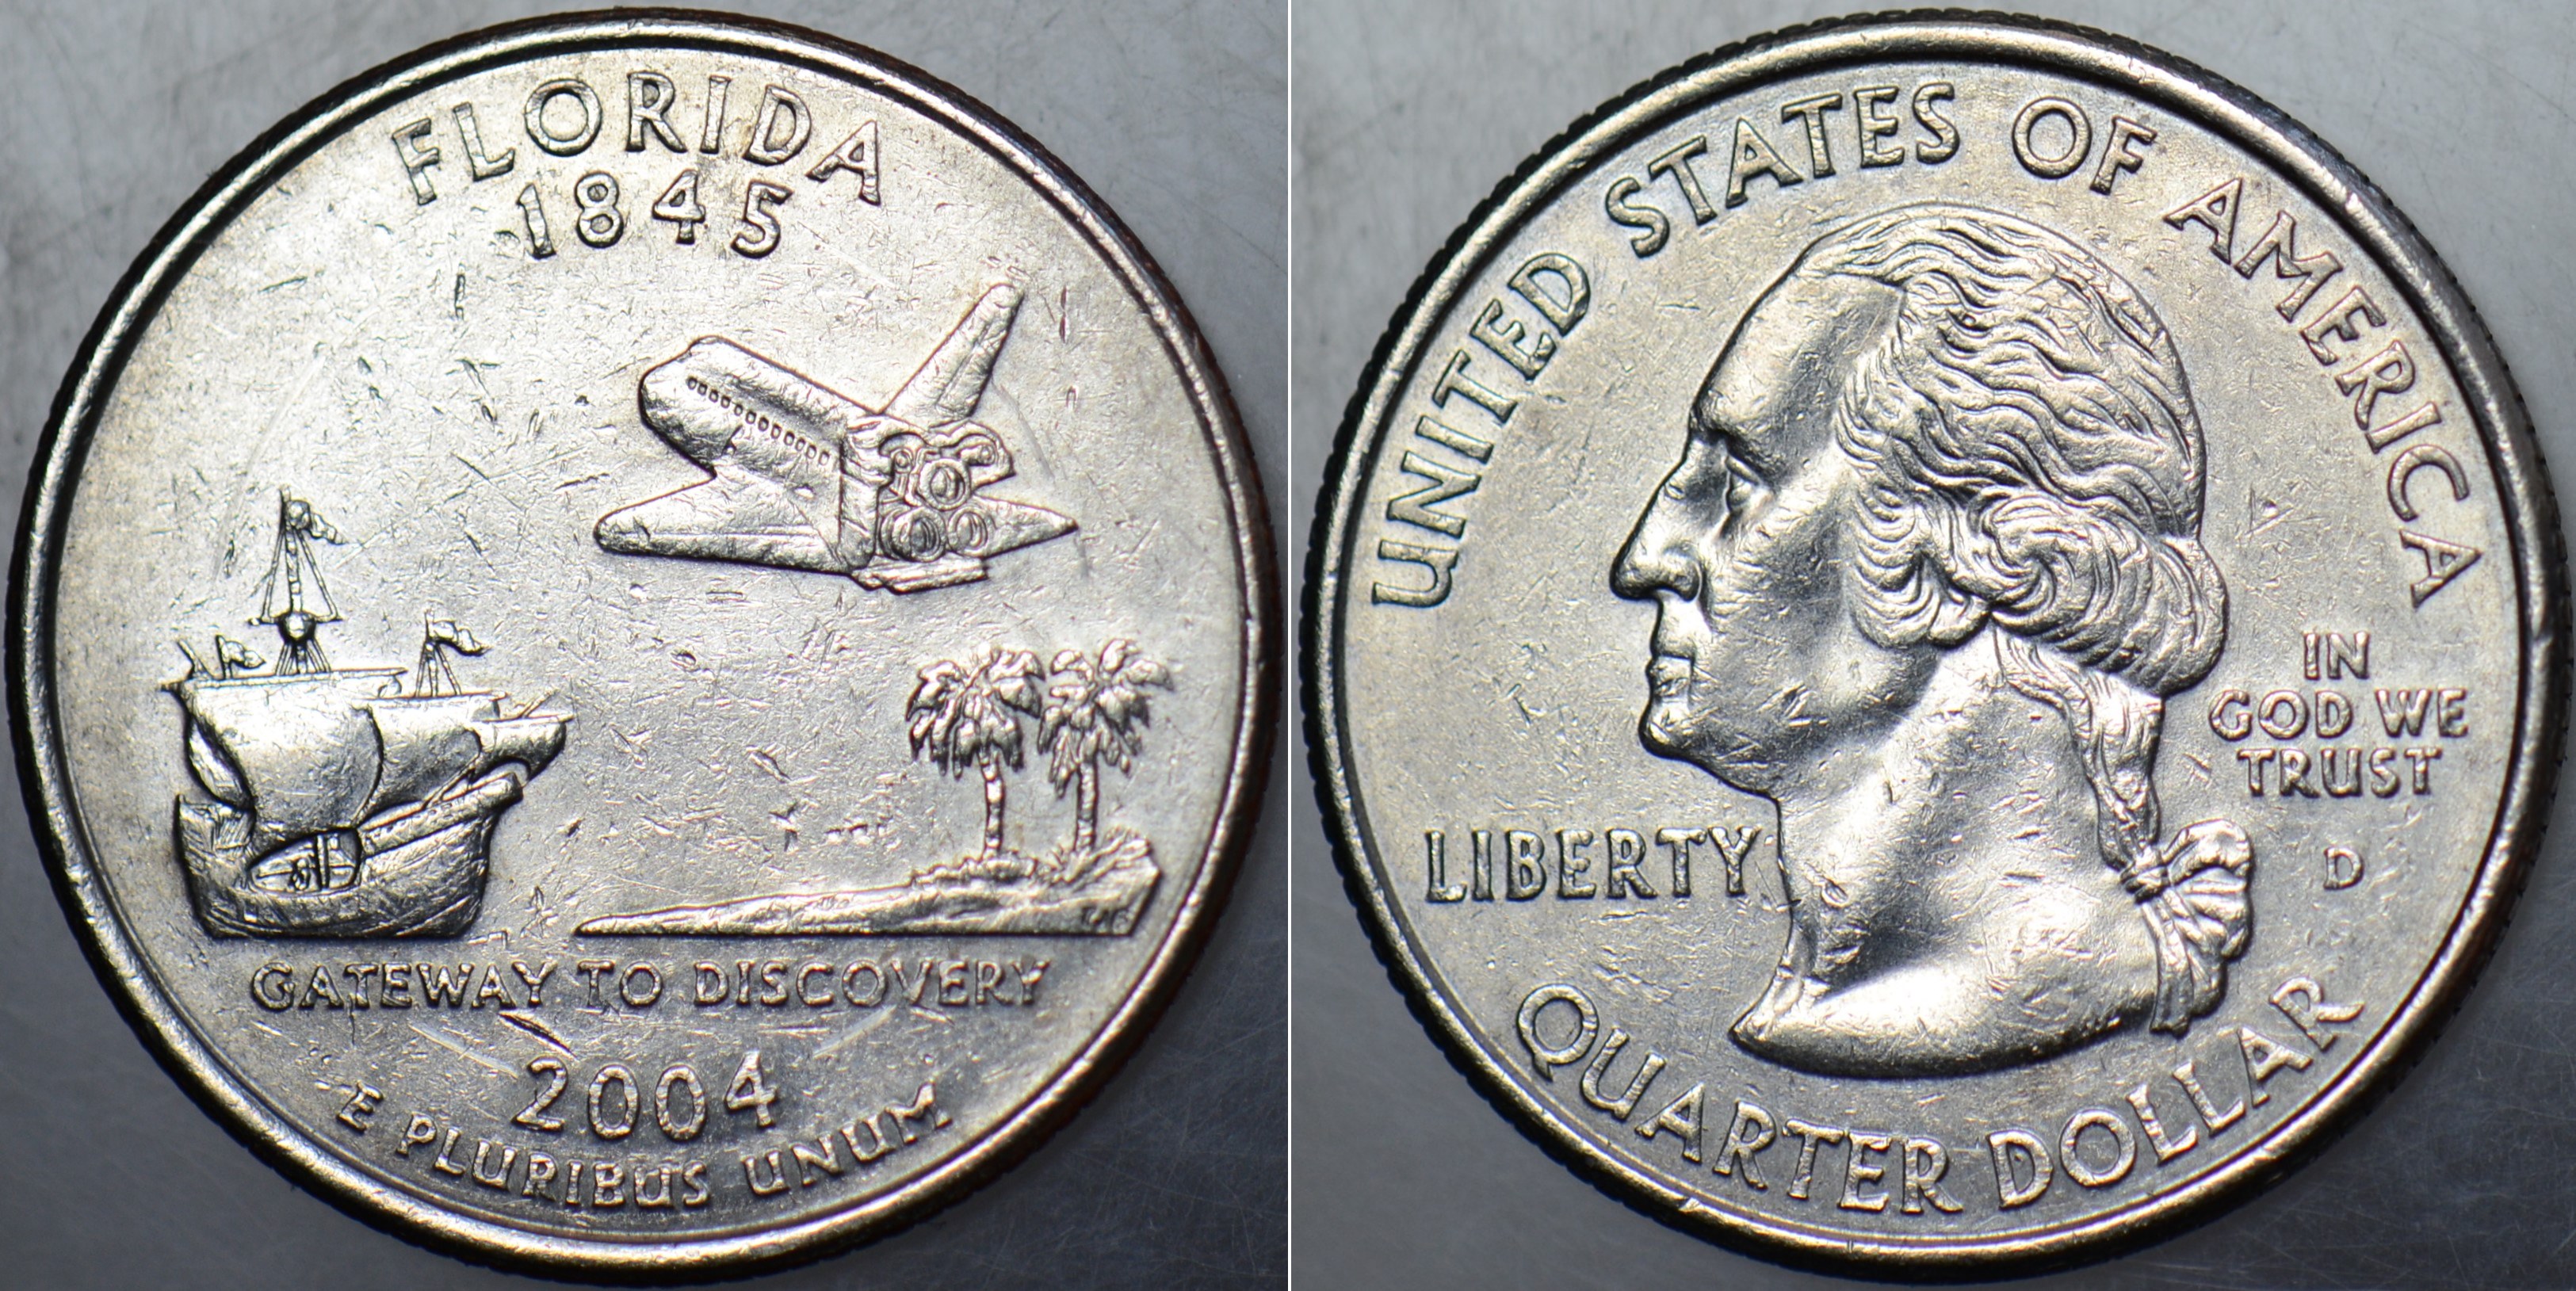 FLORIDA
1845
GATEWAY TO DISCOVERY
2004
E PLURIBUS UNUM
UNITED STATES OF AMERICA
IN
GOD WE
TRUST
LIBERTY
D
QUARTER DOLLAR